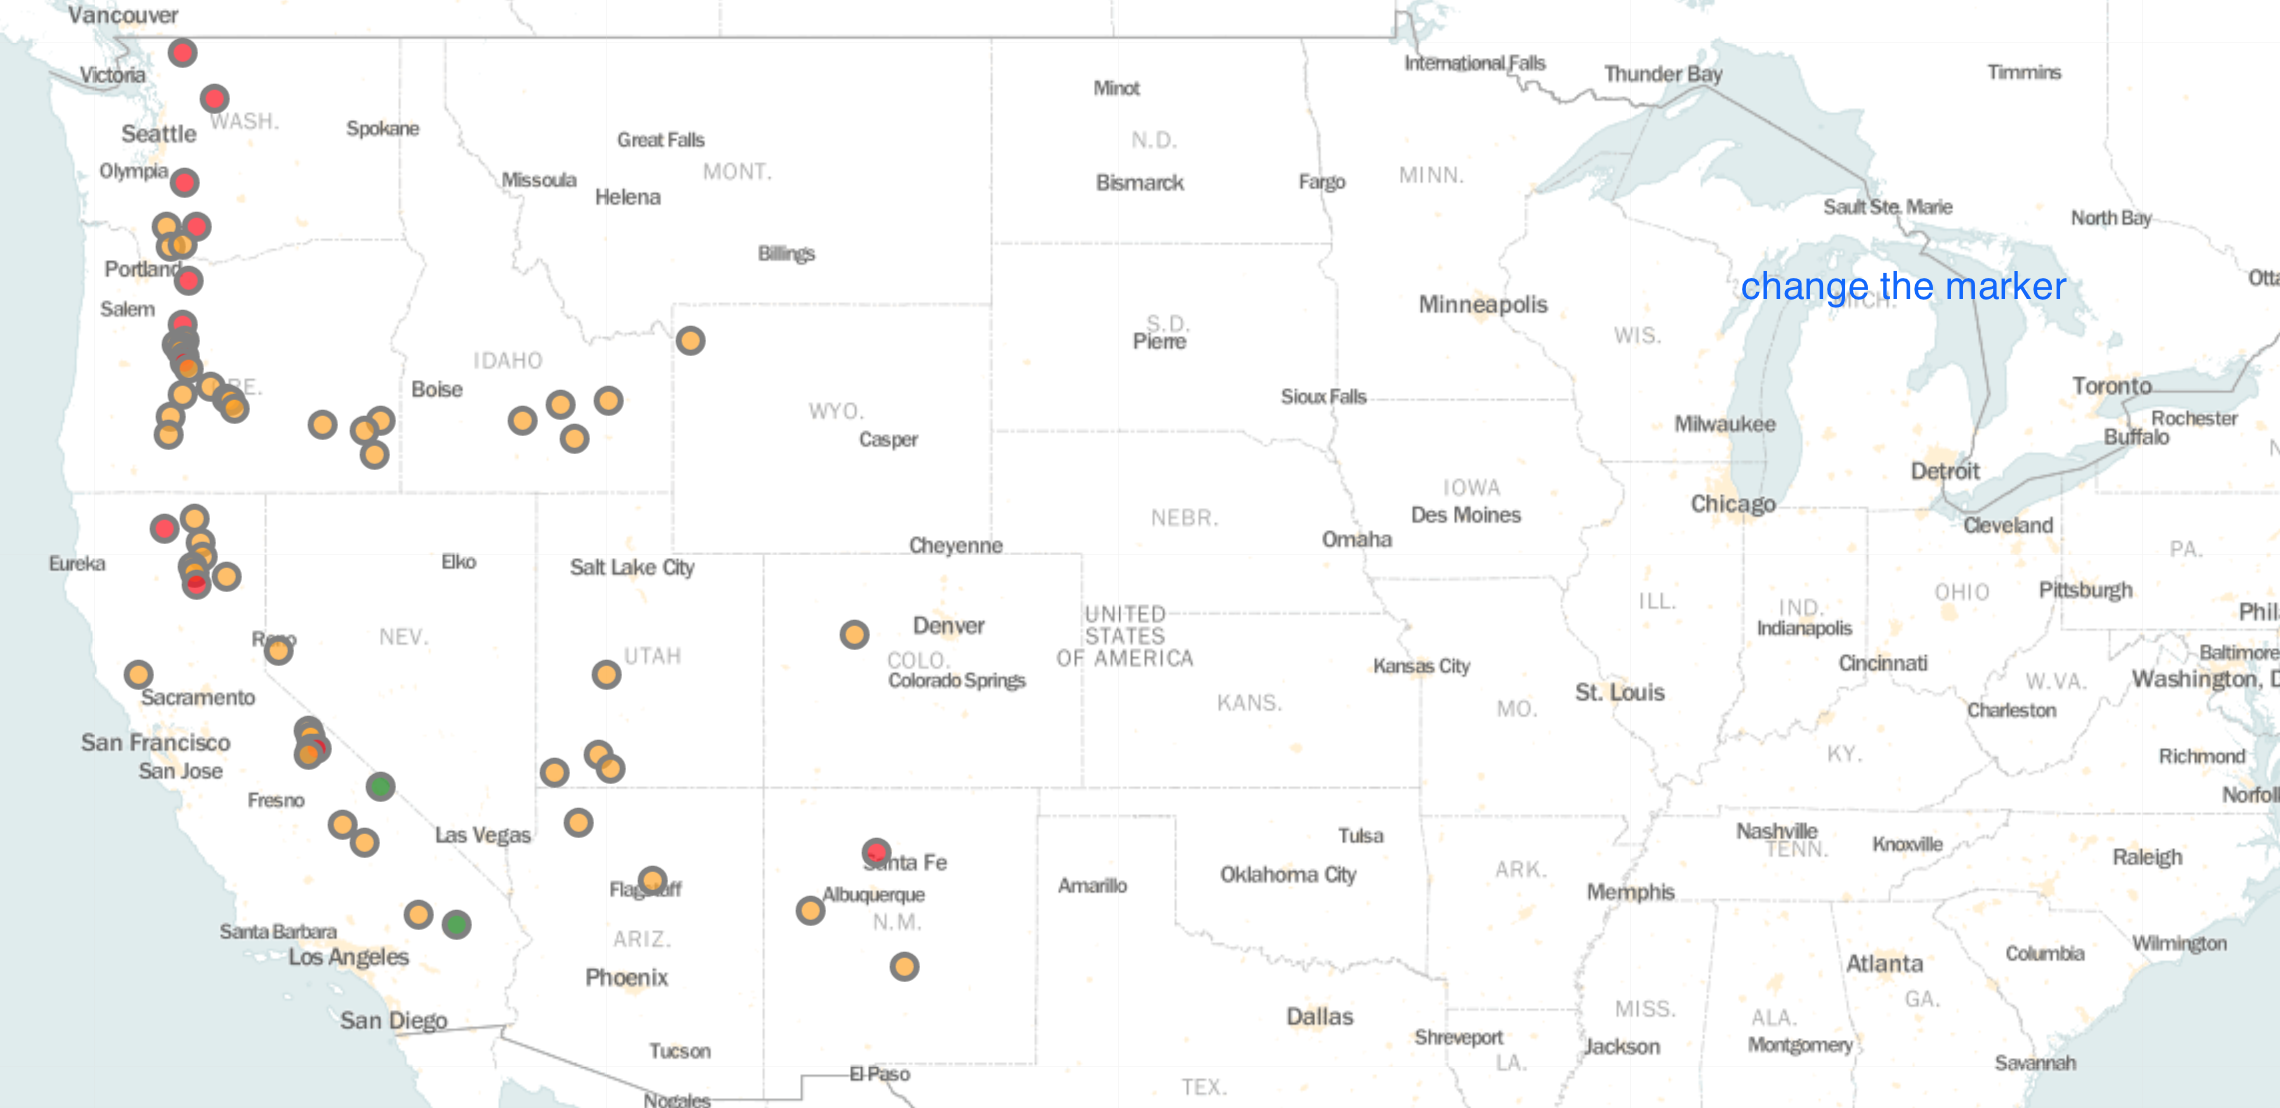 Vancouver
Victoria
International Falls
Thunder Bay
Timmins
Minot
Seattle
WASH.
Spokane
Great Falls
N.D.
Olympia
Missoula
MONT.
Helena
Bismarck
Fargo
MINN.
Sault Ste. Marie
North Bay
Billings
Portland
Salem
change the marker
Minneapolis
S.D.
Pierre
WIS.
IDAHO
Boise
WYO.
Casper
Sioux Falls
Toronto
Rochester
Milwaukee
Buffalo
Detroit
IOWA
Des Moines
Chicago
NEBR.
Cleveland
Omaha
Cheyenne
PA.
Eureka
Elko
Salt Lake City
Pittsburgh
OHIO
ILL.
IND.
Indianapolis
UNITED
STATES
OF AMERICA
Denver
COLO.
Colorado Springs
Reno
NEV.
UTAH
Kansas City
Cincinnati
Baltimore
W.VA.
Washington, D
Sacramento
KANS.
MO.
St. Louis
Charleston
San Francisco
San Jose
KY.
Richmond
Fresno
Las Vegas
Tulsa
Nashville
TENN.
Knoxville
Raleigh
Santa Fe
Oklahoma City
ARK.
Amarillo
Albuquerque
Flagstaff
Memphis
N.M.
Santa Barbara
Los Angeles
ARIZ.
Phoenix
Wilmington
Columbia
Atlanta
GA.
San Diego
Dallas
MISS.
ALA.
Shreveport
Jackson
Montgomery
Tucson
LA.
Savannah
El Paso
TEX.
Nogales